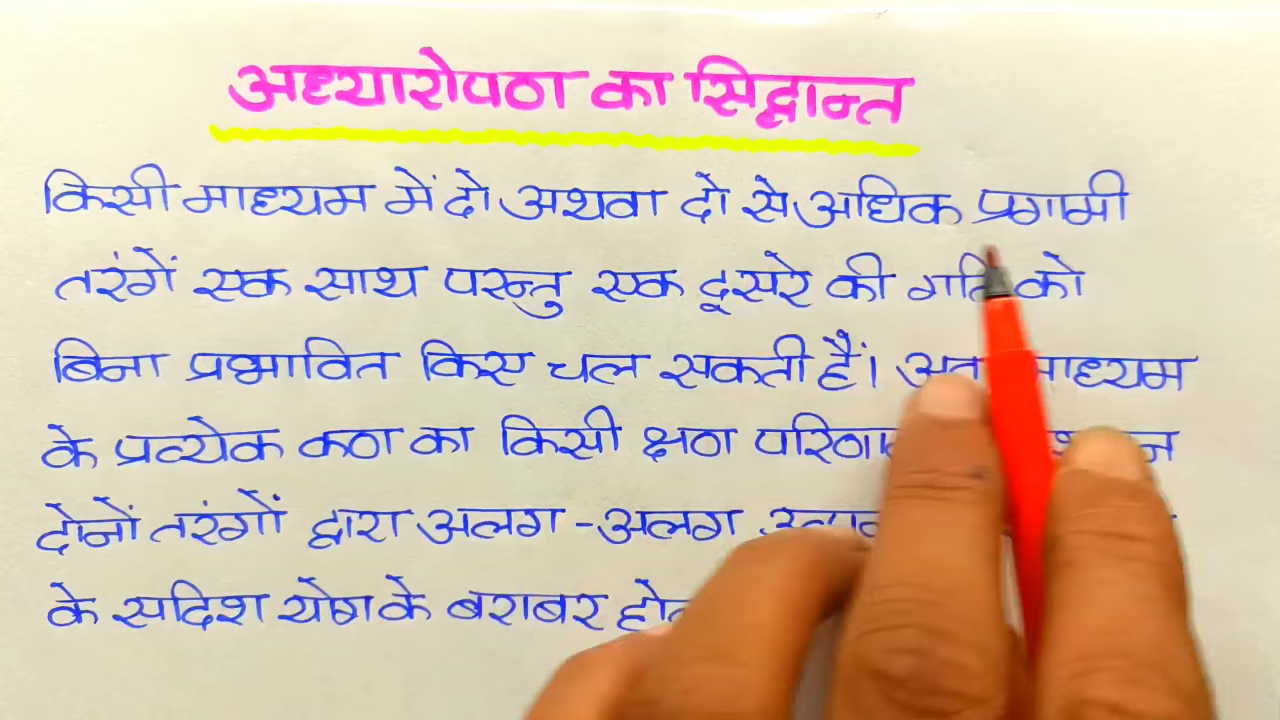 अध्यारोपण का सिद्धान्त
किसी माध्यम में दो अथवा दो से अधिक प्रगामी
तरंगें एक साथ परन्तु एक दूसरे की गति को
बिना प्रभावित किए चल सकती हैं। माध्यम
के प्रत्येक कण का किसी क्षण
दोनों तरंगों द्वारा अलग-अलग
के सदिश योग के बराबर